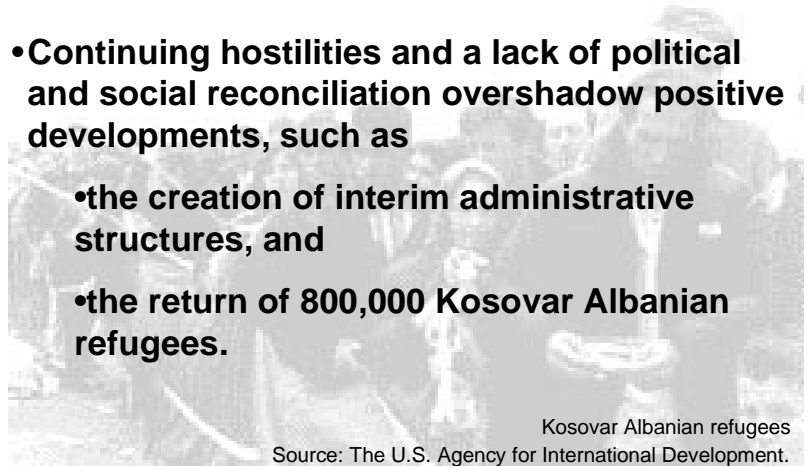 •Continuing hostilities and a lack of political
and social reconciliation overshadow positive
developments, such as
•the creation of interim administrative
structures, and
•the return of 800,000 Kosovar Albanian
refugees.
Kosovar Albanian refugees
Source: The U.S. Agency for International Development.